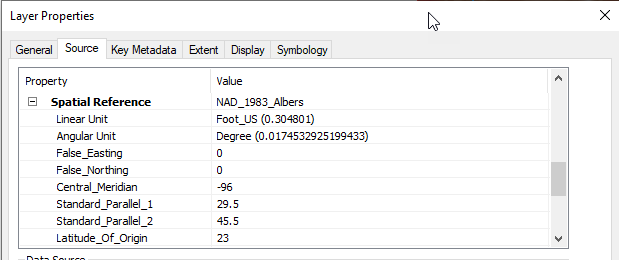 Layer Properties
General Source Key Metadata Extent Display Symbology
Property Value
Spatial Reference NAD_1983_Albers
Linear Unit Foot_US (0.304801)
Angular Unit Degree (0.0174532925199433)
False_Easting 0
False_Northing 0
Central_Meridian -96
Standard_Parallel_1 29.5
Standard_Parallel_2 45.5
Latitude_Of_Origin 23
Data Source